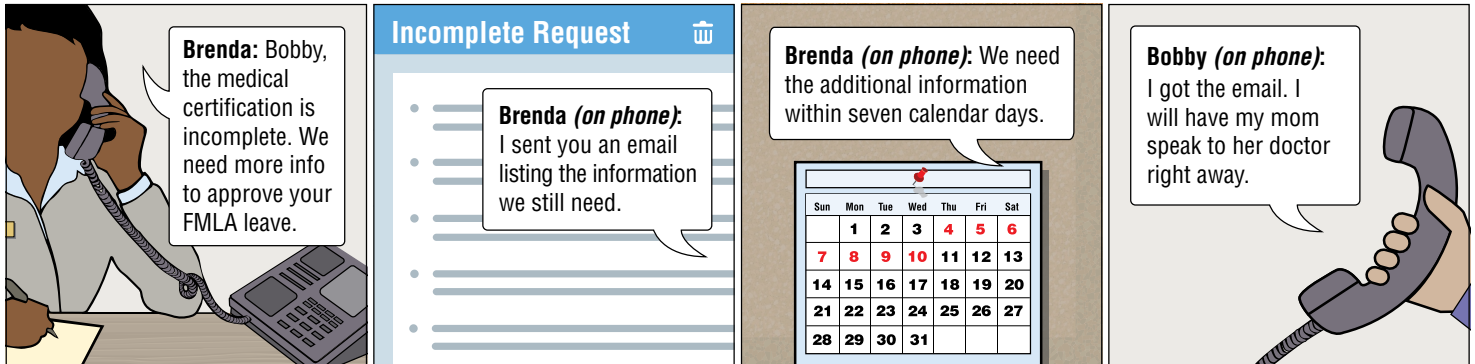 Brenda: Bobby,
the medical
certification is
incomplete. We
need more info
to approve your
FMLA leave.
Incomplete Request
Brenda (on phone):
I sent you an email
listing the information
we still need.
Brenda (on phone): We need
the additional information
within seven calendar days.
Sun Mon Tue Wed Thu Fri Sat
1 2 3 4 5 6
7 8 9 10 11 12 13
14 15 16 17 18 19 20
21 22 23 24 25 26 27
28 29 30 31
Bobby (on phone):
I got the email. I
will have my mom
speak to her doctor
right away.